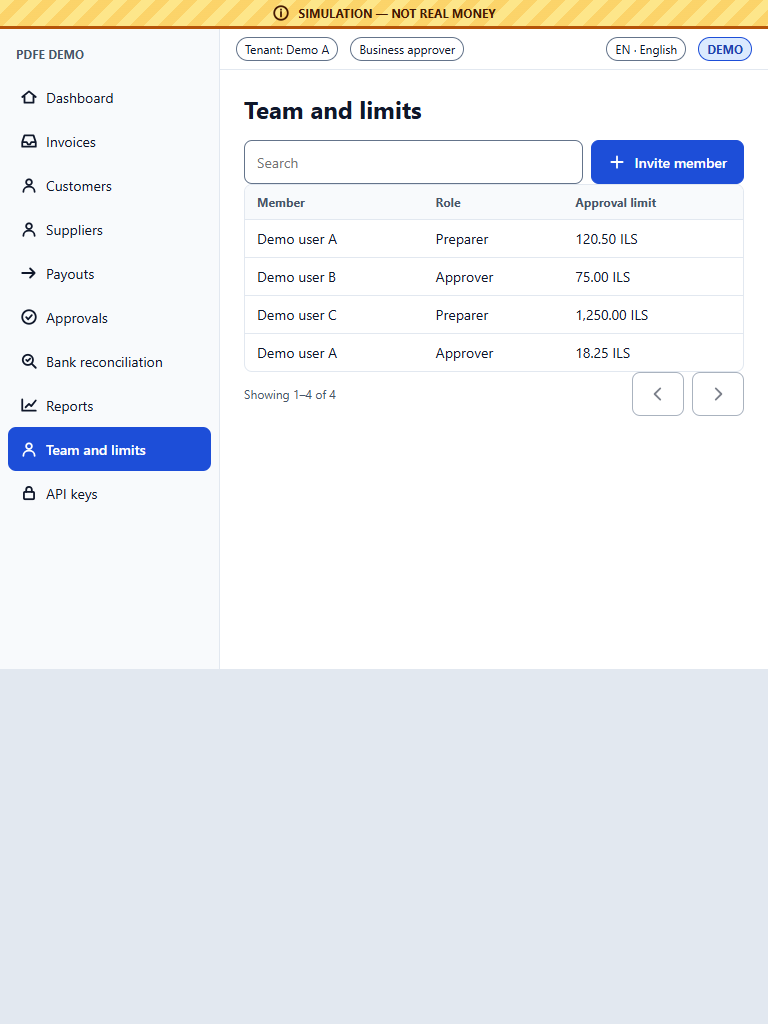 SIMULATION — NOT REAL MONEY
PDFE DEMO
Tenant: Demo A
Business approver
EN · English
DEMO
Dashboard
Invoices
Customers
Suppliers
Payouts
Approvals
Bank reconciliation
Reports
Team and limits
API keys
Team and limits
Search
Invite member
Member Role Approval limit
Demo user A Preparer 120.50 ILS
Demo user B Approver 75.00 ILS
Demo user C Preparer 1,250.00 ILS
Demo user A Approver 18.25 ILS
Showing 1–4 of 4